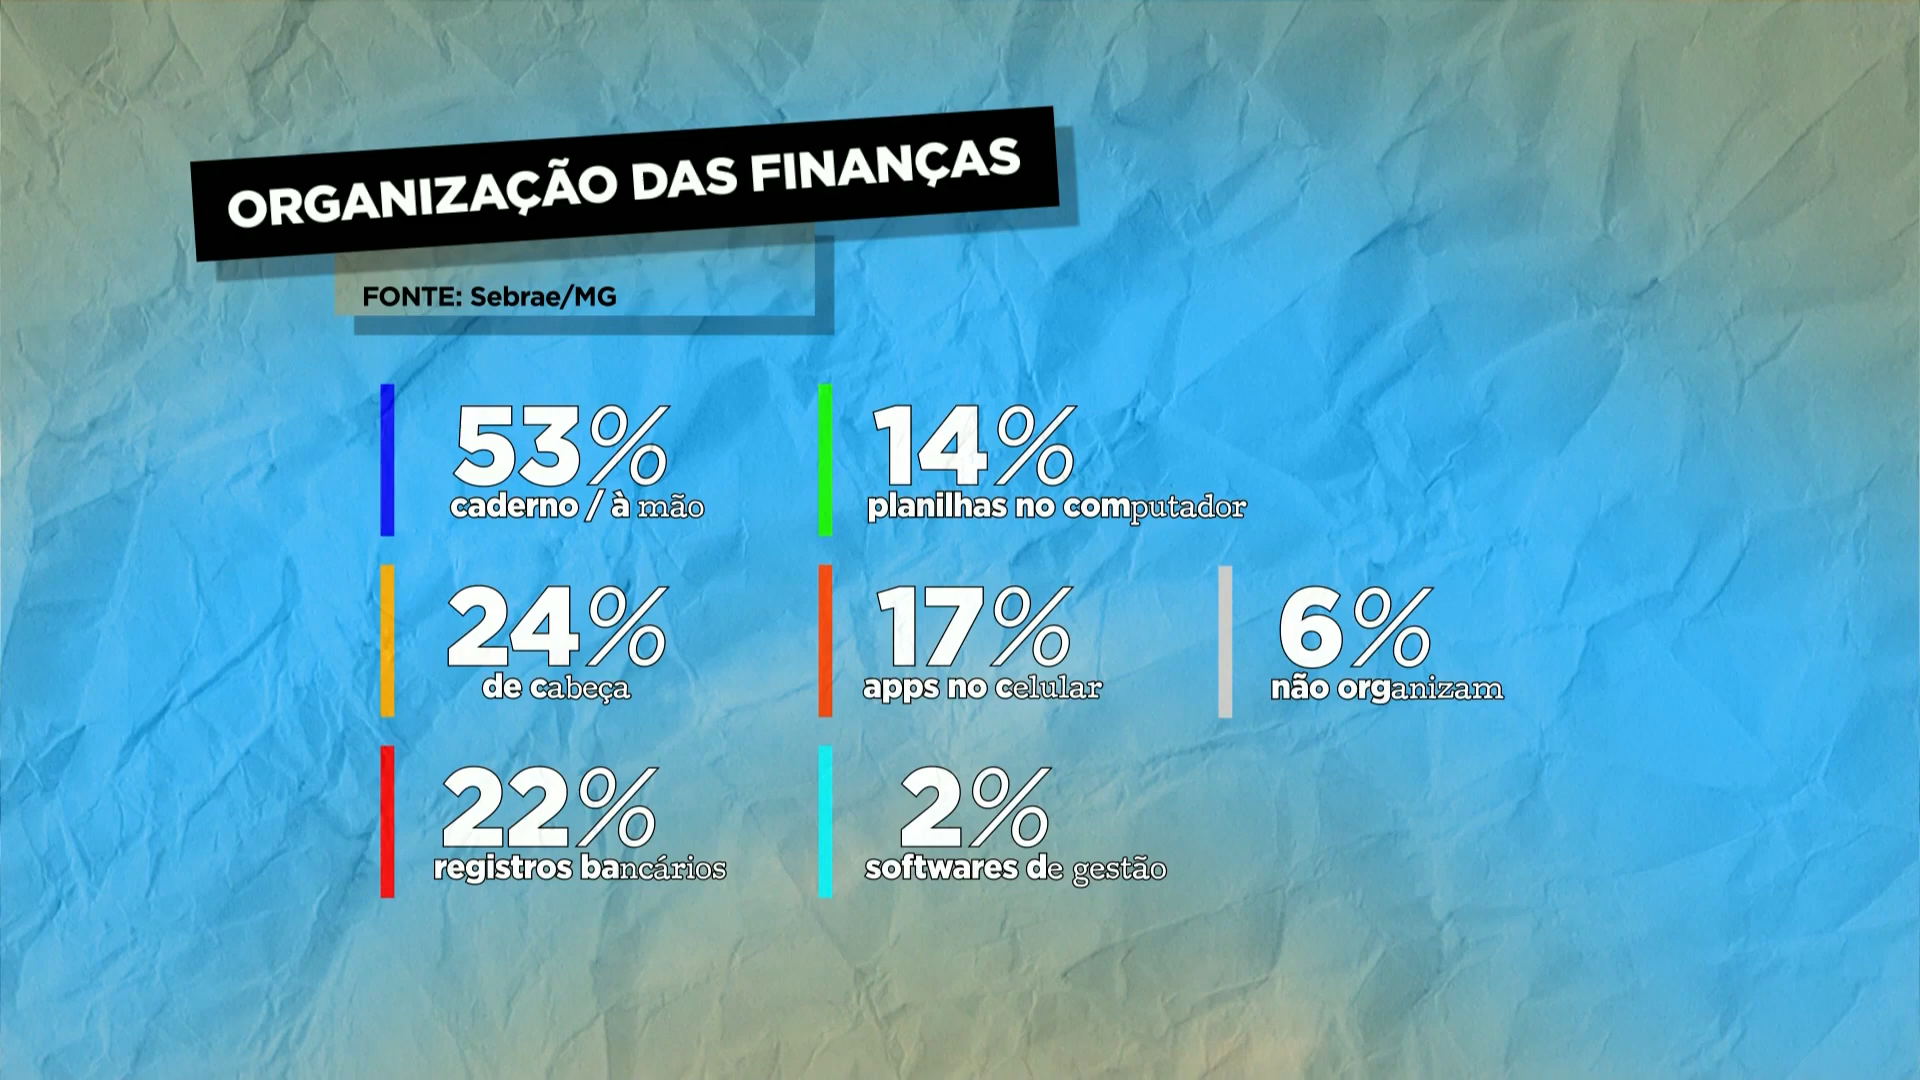 ORGANIZAÇÃO DAS FINANÇAS
FONTE: Sebrae/MG
53%
caderno / à mão
24%
de cabeça
22%
registros bancários
14%
planilhas no computador
17%
apps no celular
2%
softwares de gestão
6%
não organizam